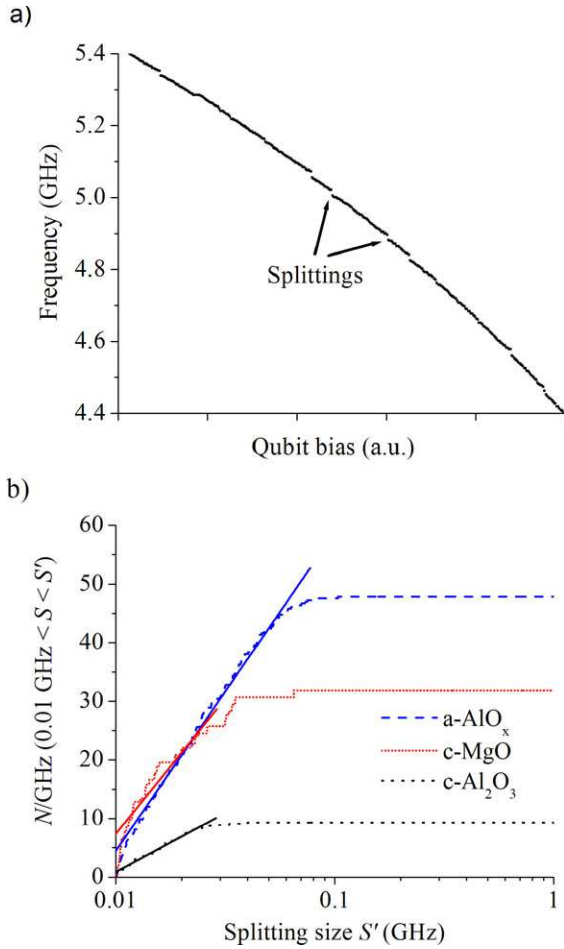 a)
5.4
5.2
5.0
4.8
4.6
4.4
Frequency (GHz)
Splittings
Qubit bias (a.u.)
b)
60
50
40
30
20
10
0
N/GHz (0.01 GHz < S < S')
a-AlOₓ
c-MgO
c-Al₂O₃
0.01
0.1
1
Splitting size S' (GHz)